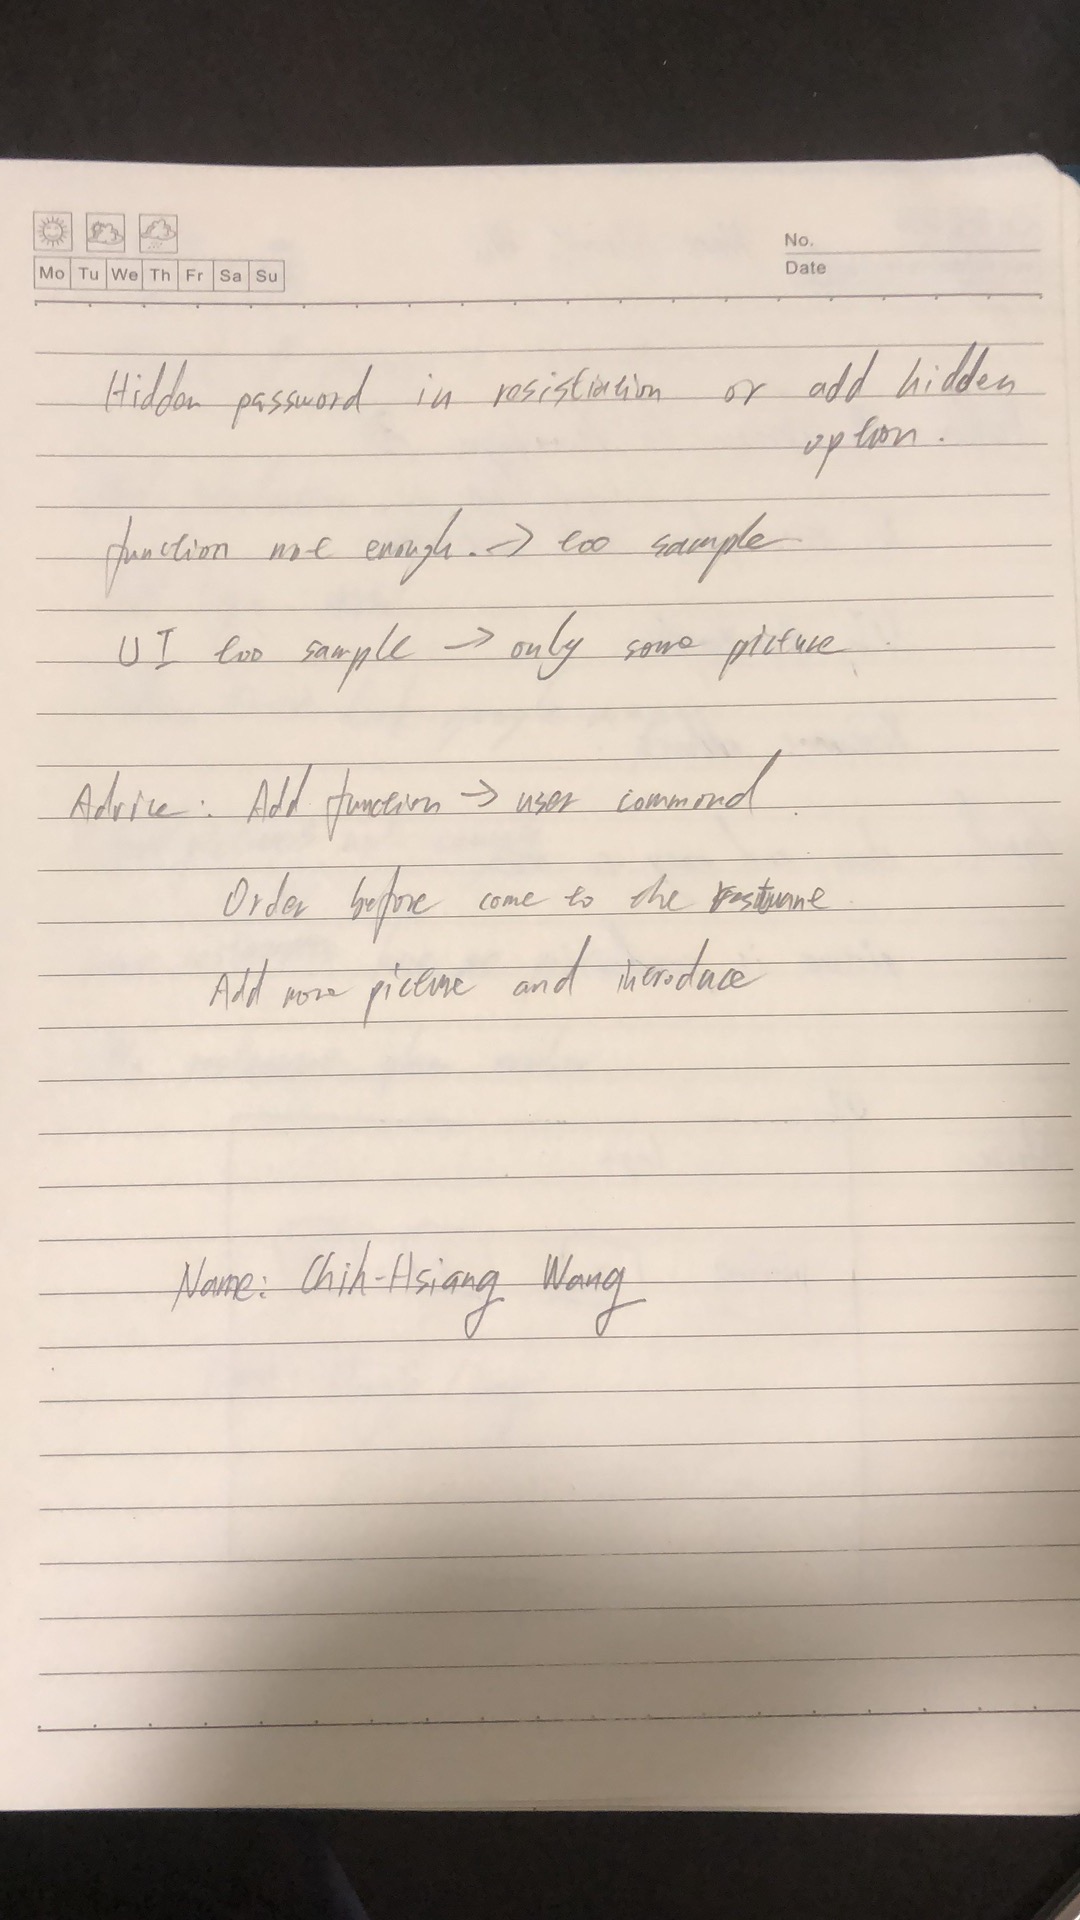 Mo Tu We Th Fr Sa Su
No.
Date
Hidden password in resistiation or add hidden
option.
function not enough. → too sample
UI too sample → only some picture.
Advice: Add function → user commond.
Order before come to the resturane
Add more picture and introduce
Name: Chih-Hsiang Wang